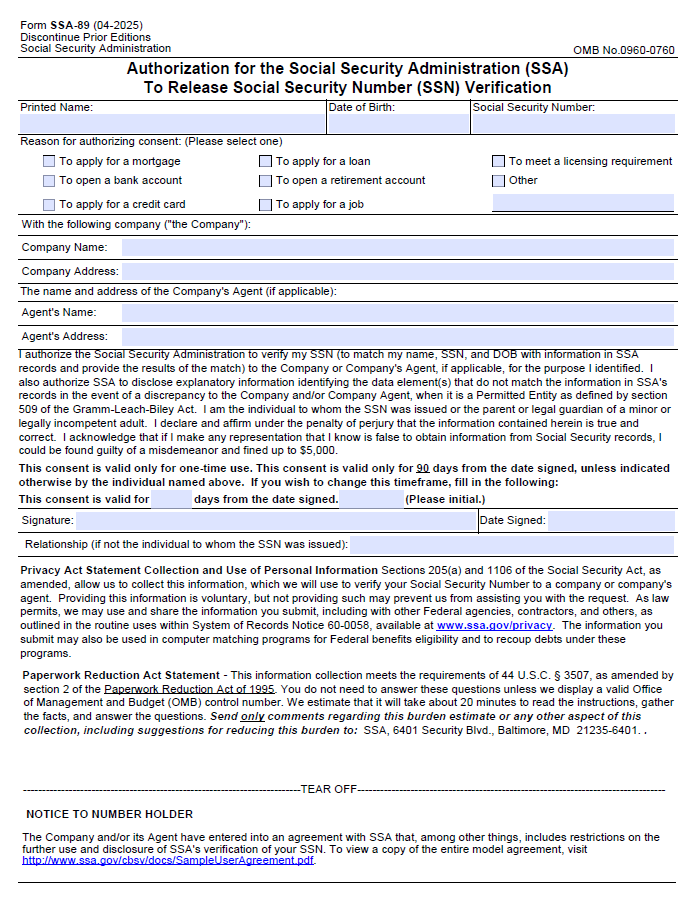 Form SSA-89 (04-2025)
Discontinue Prior Editions
Social Security Administration
OMB No.0960-0760
Authorization for the Social Security Administration (SSA)
To Release Social Security Number (SSN) Verification
Printed Name:
Date of Birth:
Social Security Number:
Reason for authorizing consent: (Please select one)
To apply for a mortgage
To apply for a loan
To meet a licensing requirement
To open a bank account
To open a retirement account
Other
To apply for a credit card
To apply for a job
With the following company ("the Company"):
Company Name:
Company Address:
The name and address of the Company's Agent (if applicable):
Agent's Name:
Agent's Address:
I authorize the Social Security Administration to verify my SSN (to match my name, SSN, and DOB with information in SSA
records and provide the results of the match) to the Company or Company's Agent, if applicable, for the purpose I identified. I
also authorize SSA to disclose explanatory information identifying the data element(s) that do not match the information in SSA's
records in the event of a discrepancy to the Company and/or Company Agent, when it is a Permitted Entity as defined by section
509 of the Gramm-Leach-Biley Act. I am the individual to whom the SSN was issued or the parent or legal guardian of a minor or
legally incompetent adult. I declare and affirm under the penalty of perjury that the information contained herein is true and
correct. I acknowledge that if I make any representation that I know is false to obtain information from Social Security records, I
could be found guilty of a misdemeanor and fined up to $5,000.
This consent is valid only for one-time use. This consent is valid only for 90 days from the date signed, unless indicated
otherwise by the individual named above. If you wish to change this timeframe, fill in the following:
This consent is valid for days from the date signed. (Please initial.)
Signature:
Date Signed:
Relationship (if not the individual to whom the SSN was issued):
Privacy Act Statement Collection and Use of Personal Information Sections 205(a) and 1106 of the Social Security Act, as
amended, allow us to collect this information, which we will use to verify your Social Security Number to a company or company's
agent. Providing this information is voluntary, but not providing such may prevent us from assisting you with the request. As law
permits, we may use and share the information you submit, including with other Federal agencies, contractors, and others, as
outlined in the routine uses within System of Records Notice 60-0058, available at www.ssa.gov/privacy. The information you
submit may also be used in computer matching programs for Federal benefits eligibility and to recoup debts under these
programs.
Paperwork Reduction Act Statement - This information collection meets the requirements of 44 U.S.C. § 3507, as amended by
section 2 of the Paperwork Reduction Act of 1995. You do not need to answer these questions unless we display a valid Office
of Management and Budget (OMB) control number. We estimate that it will take about 20 minutes to read the instructions, gather
the facts, and answer the questions. Send only comments regarding this burden estimate or any other aspect of this
collection, including suggestions for reducing this burden to: SSA, 6401 Security Blvd., Baltimore, MD 21235-6401. .
---TEAR OFF---
NOTICE TO NUMBER HOLDER
The Company and/or its Agent have entered into an agreement with SSA that, among other things, includes restrictions on the
further use and disclosure of SSA's verification of your SSN. To view a copy of the entire model agreement, visit
http://www.ssa.gov/cbsv/docs/SampleUserAgreement.pdf.